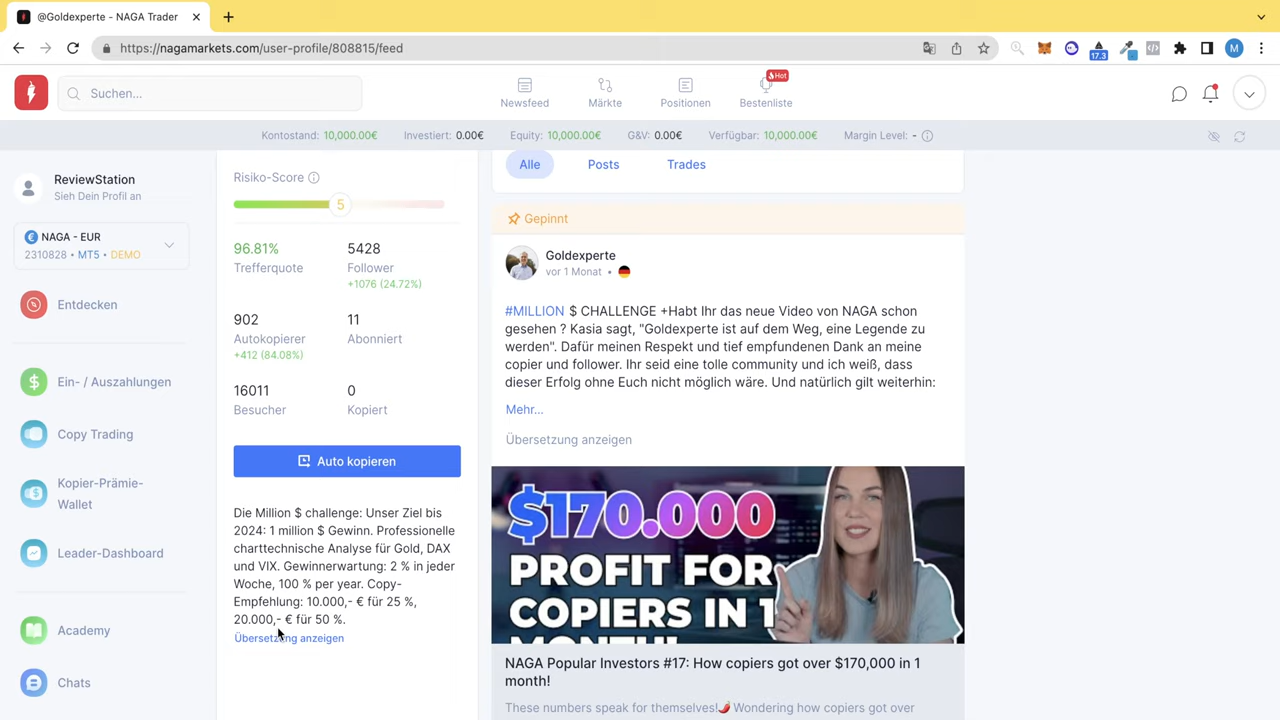 @Goldexperte - NAGA Trader
https://nagamarkets.com/user-profile/808815/feed
17.3
M
Suchen...
Newsfeed
Märkte
Positionen
Hot
Bestenliste
Kontostand: 10,000.00€ Investiert: 0.00€ Equity: 10,000.00€ G&V: 0.00€ Verfügbar: 10,000.00€ Margin Level: -
ReviewStation
Sieh Dein Profil an
NAGA - EUR
2310828 • MT5 • DEMO
Entdecken
Ein- / Auszahlungen
Copy Trading
Kopier-Prämie-
Wallet
Leader-Dashboard
Academy
Chats
Risiko-Score
5
96.81%
Trefferquote
5428
Follower
+1076 (24.72%)
902
Autokopierer
+412 (84.08%)
11
Abonniert
16011
Besucher
0
Kopiert
Auto kopieren
Die Million $ challenge: Unser Ziel bis
2024: 1 million $ Gewinn. Professionelle
charttechnische Analyse für Gold, DAX
und VIX. Gewinnerwartung: 2 % in jeder
Woche, 100 % per year. Copy-
Empfehlung: 10.000,- € für 25 %,
20.000,- € für 50 %.
Übersetzung anzeigen
Alle Posts Trades
Gepinnt
Goldexperte
vor 1 Monat •
#MILLION $ CHALLENGE +Habt Ihr das neue Video von NAGA schon
gesehen ? Kasia sagt, "Goldexperte ist auf dem Weg, eine Legende zu
werden". Dafür meinen Respekt und tief empfundenen Dank an meine
copier und follower. Ihr seid eine tolle community und ich weiß, dass
dieser Erfolg ohne Euch nicht möglich wäre. Und natürlich gilt weiterhin:
Mehr...
Übersetzung anzeigen
$170.000
PROFIT FOR
COPIERS IN 1
MONTH!
NAGA Popular Investors #17: How copiers got over $170,000 in 1
month!
These numbers speak for themselves!🌶️ Wondering how copiers got over